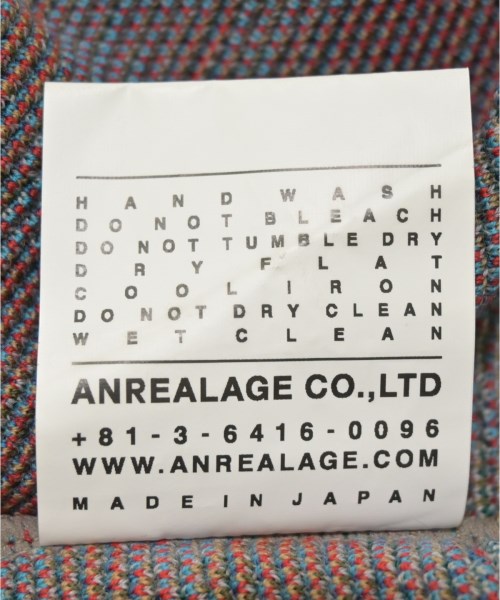 HAND WASH
DO NOT BLEACH
DO NOT TUMBLE DRY
DRY FLAT
COOL IRON
DO NOT DRY CLEAN
WET CLEAN
ANREALAGE CO.,LTD
+81-3-6416-0096
WWW.ANREALAGE.COM
MADE IN JAPAN